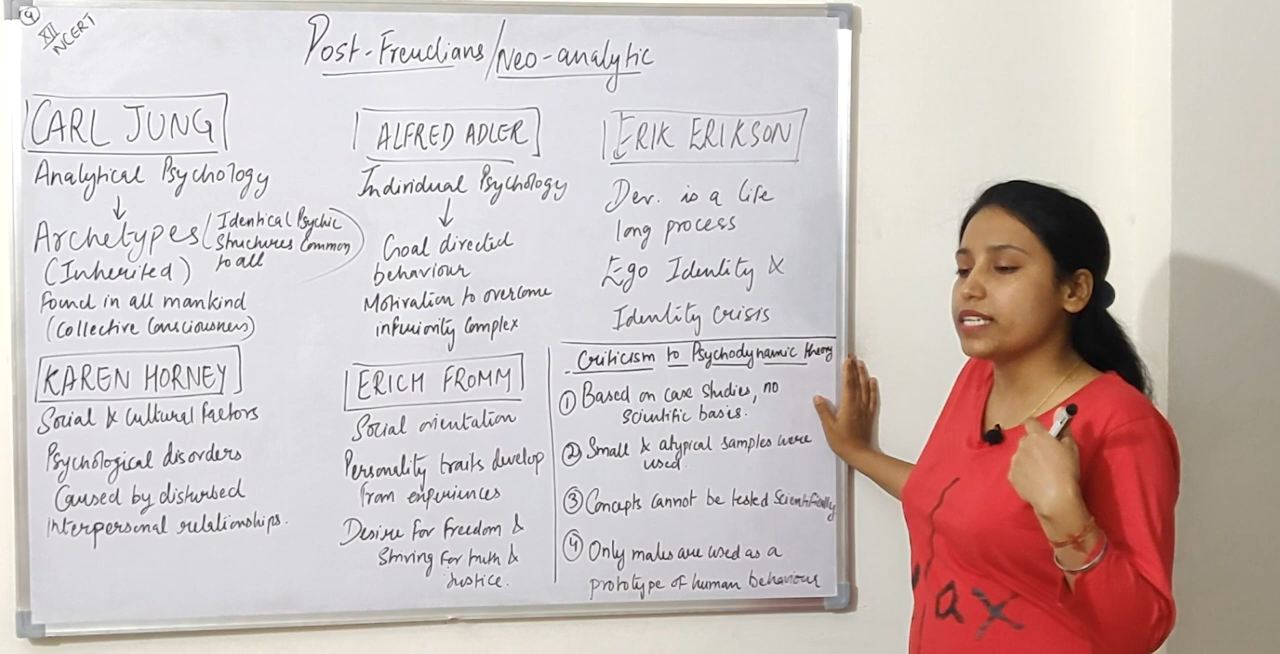 4
XII
NCERT
Post-Freudians/Neo-analytic
CARL JUNG
Analytical Psychology
↓
Archetypes (Identical Psychic
Structures common
to all)
(Inherited)
Found in all mankind
(Collective Consciousness)
ALFRED ADLER
Individual Psychology
↓
Goal directed
behaviour
Motivation to overcome
infuriority complex
ERIK ERIKSON
Dev. is a life
long process
Ego Identity &
Identity crisis
KAREN HORNEY
Social & Cultural factors
Psychological disorders
Caused by disturbed
Interpersonal relationships.
ERICH FROMM
Social orientation
Personality traits develop
from experiences
Desire for Freedom &
Striving for truth &
Justice.
Criticism to Psychodynamic theory
① Based on case studies, no
scientific bases.
② Small & atypical samples were
used.
③ Concepts cannot be tested scientifically
④ Only males are used as a
prototype of human behaviour
ax